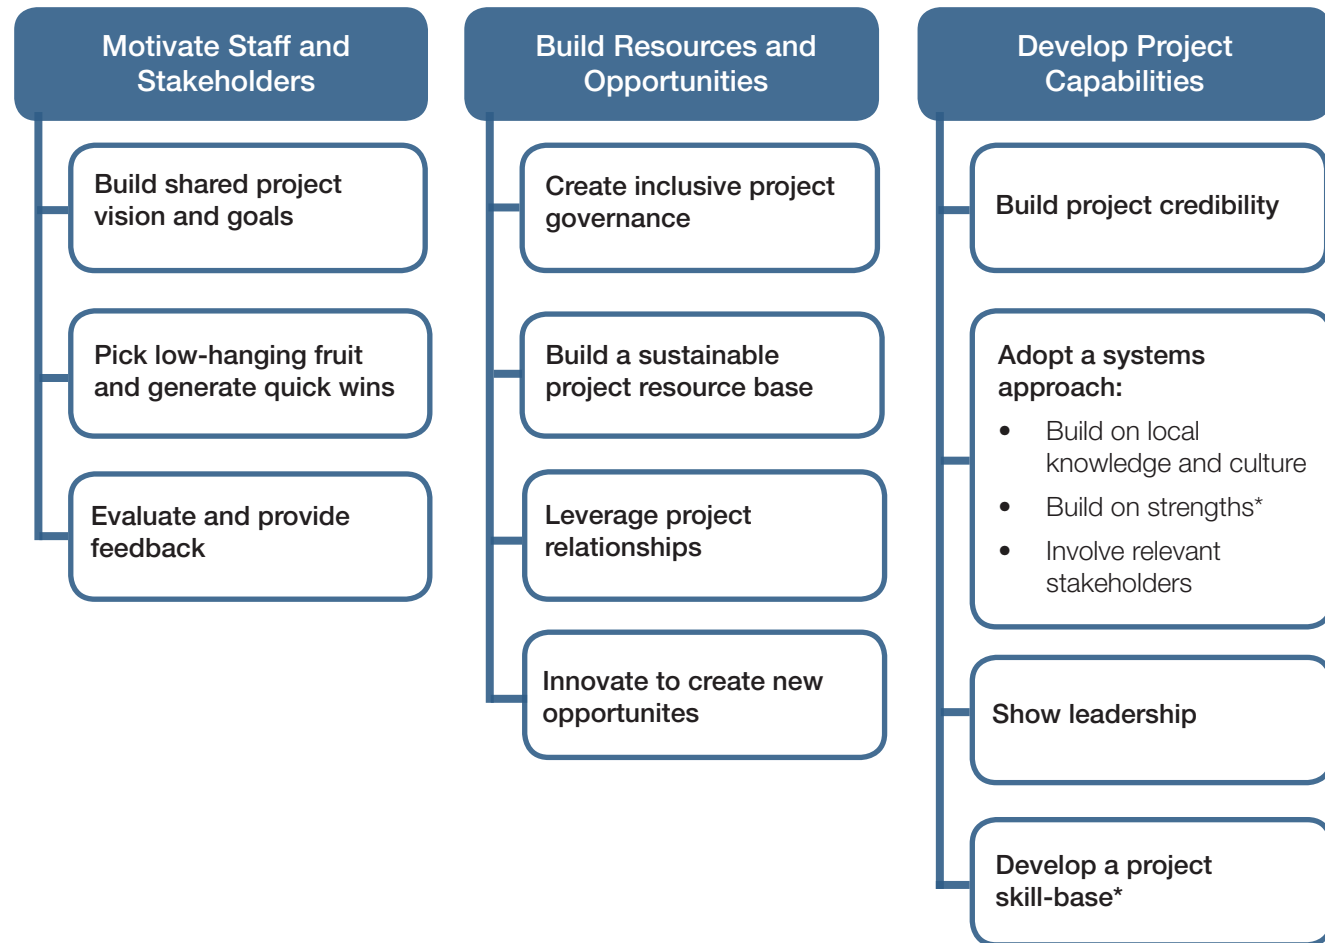 Motivate Staff and
Stakeholders
Build shared project
vision and goals
Pick low-hanging fruit
and generate quick wins
Evaluate and provide
feedback
Build Resources and
Opportunities
Create inclusive project
governance
Build a sustainable
project resource base
Leverage project
relationships
Innovate to create new
opportunites
Develop Project
Capabilities
Build project credibility
Adopt a systems
approach:
• Build on local
knowledge and culture
• Build on strengths*
• Involve relevant
stakeholders
Show leadership
Develop a project
skill-base*